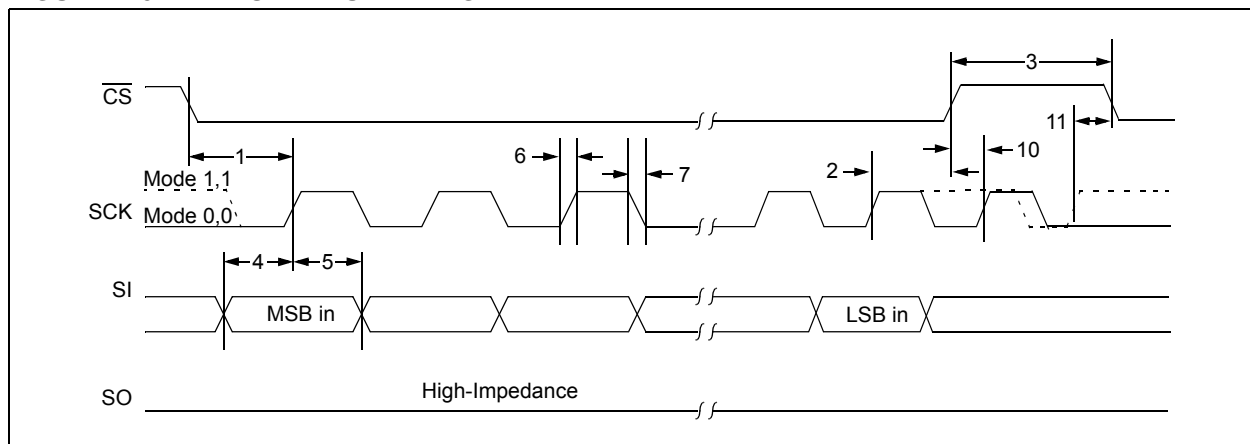 3
CS
11
1
6
7
2
10
Mode 1,1
SCK
Mode 0,0
4
5
SI
MSB in
LSB in
SO
High-Impedance